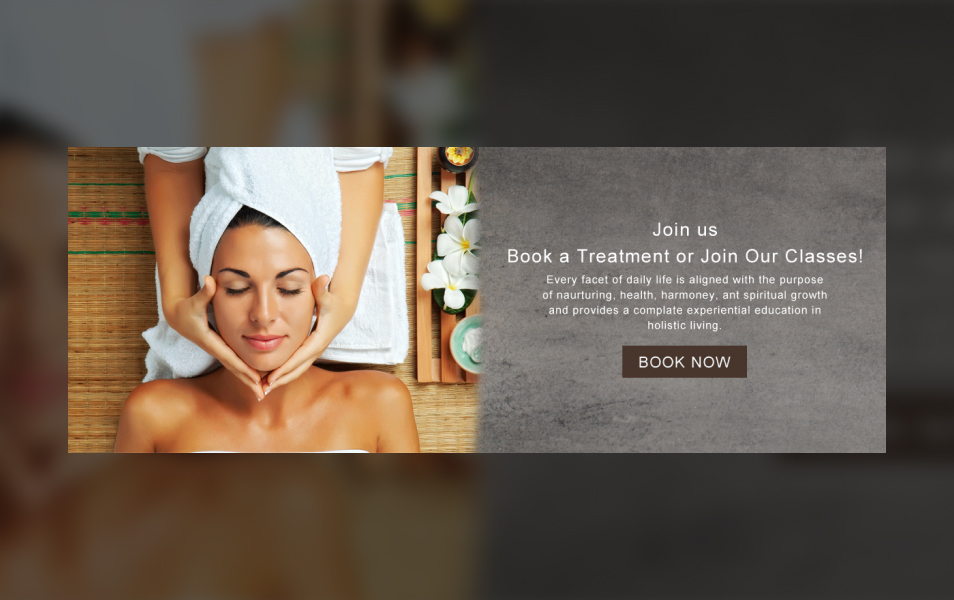 Join us
Book a Treatment or Join Our Classes!
Every facet of daily life is aligned with the purpose
of naurturing, health, harmoney, ant spiritual growth
and provides a complate experiential education in
holistic living.
BOOK NOW